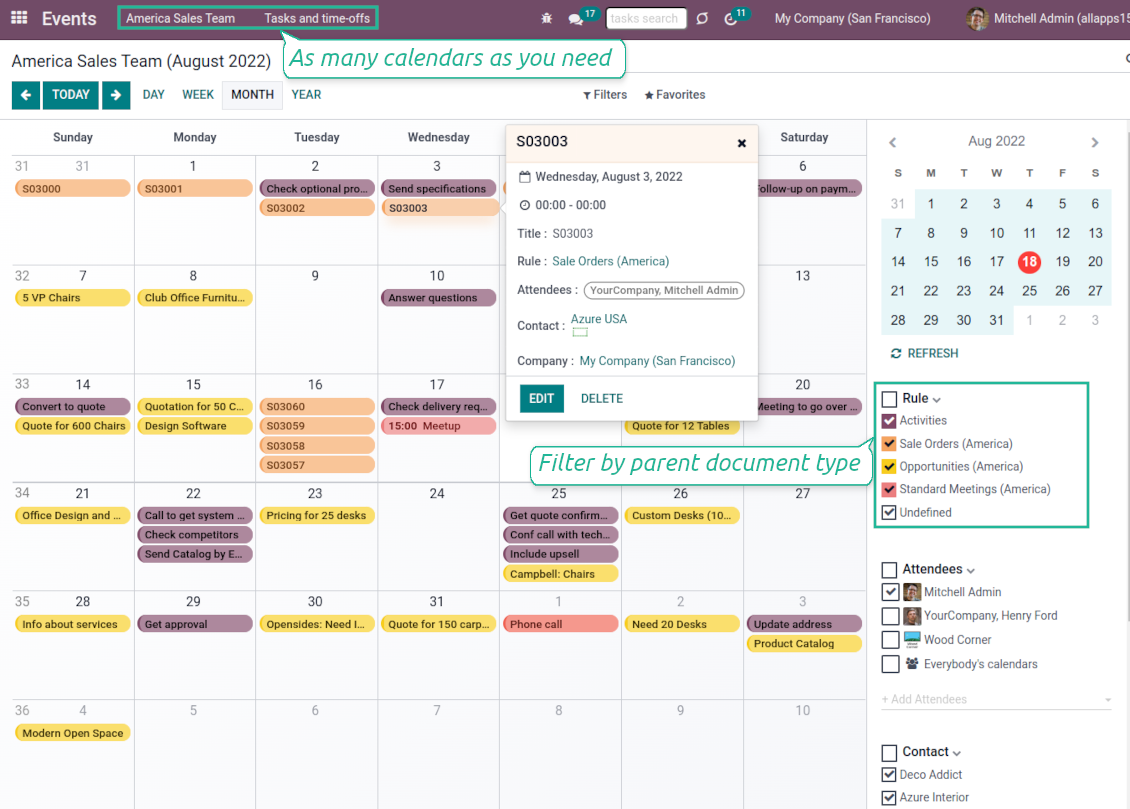 Events America Sales Team Tasks and time-offs 17 tasks search 11 My Company (San Francisco) Mitchell Admin (allapps15
As many calendars as you need
America Sales Team (August 2022)
TODAY DAY WEEK MONTH YEAR Filters Favorites
Sunday Monday Tuesday Wednesday Saturday
31 31 1 2 3 6
S03000 S03001 Check optional pro... Send specifications Follow-up on paym...
S03002 S03003
32 7 8 9 10 13
5 VP Chairs Club Office Furnitu... Answer questions
33 14 15 16 17 20
Convert to quote Quotation for 50 C... S03060 Check delivery req... Meeting to go over ...
Quote for 600 Chairs Design Software S03059 15:00 Meetup Quote for 12 Tables
S03058
S03057
34 21 22 23 24 25 26 27
Office Design and ... Call to get system ... Pricing for 25 desks Get quote confirm... Custom Desks (10...
Check competitors Conf call with tech...
Send Catalog by E... Include upsell
Campbell: Chairs
35 28 29 30 31 1 2 3
Info about services Get approval Opensides: Need I... Quote for 150 carp... Phone call Need 20 Desks Update address
Product Catalog
36 4 5 6 7 8 9 10
Modern Open Space
S03003
Wednesday, August 3, 2022
00:00 - 00:00
Title : S03003
Rule : Sale Orders (America)
Attendees : YourCompany, Mitchell Admin
Contact : Azure USA
Company : My Company (San Francisco)
EDIT DELETE
Filter by parent document type
Aug 2022
S M T W T F S
31 1 2 3 4 5 6
7 8 9 10 11 12 13
14 15 16 17 18 19 20
21 22 23 24 25 26 27
28 29 30 31 1 2 3
REFRESH
Rule
Activities
Sale Orders (America)
Opportunities (America)
Standard Meetings (America)
Undefined
Attendees
Mitchell Admin
YourCompany, Henry Ford
Wood Corner
Everybody's calendars
+ Add Attendees
Contact
Deco Addict
Azure Interior